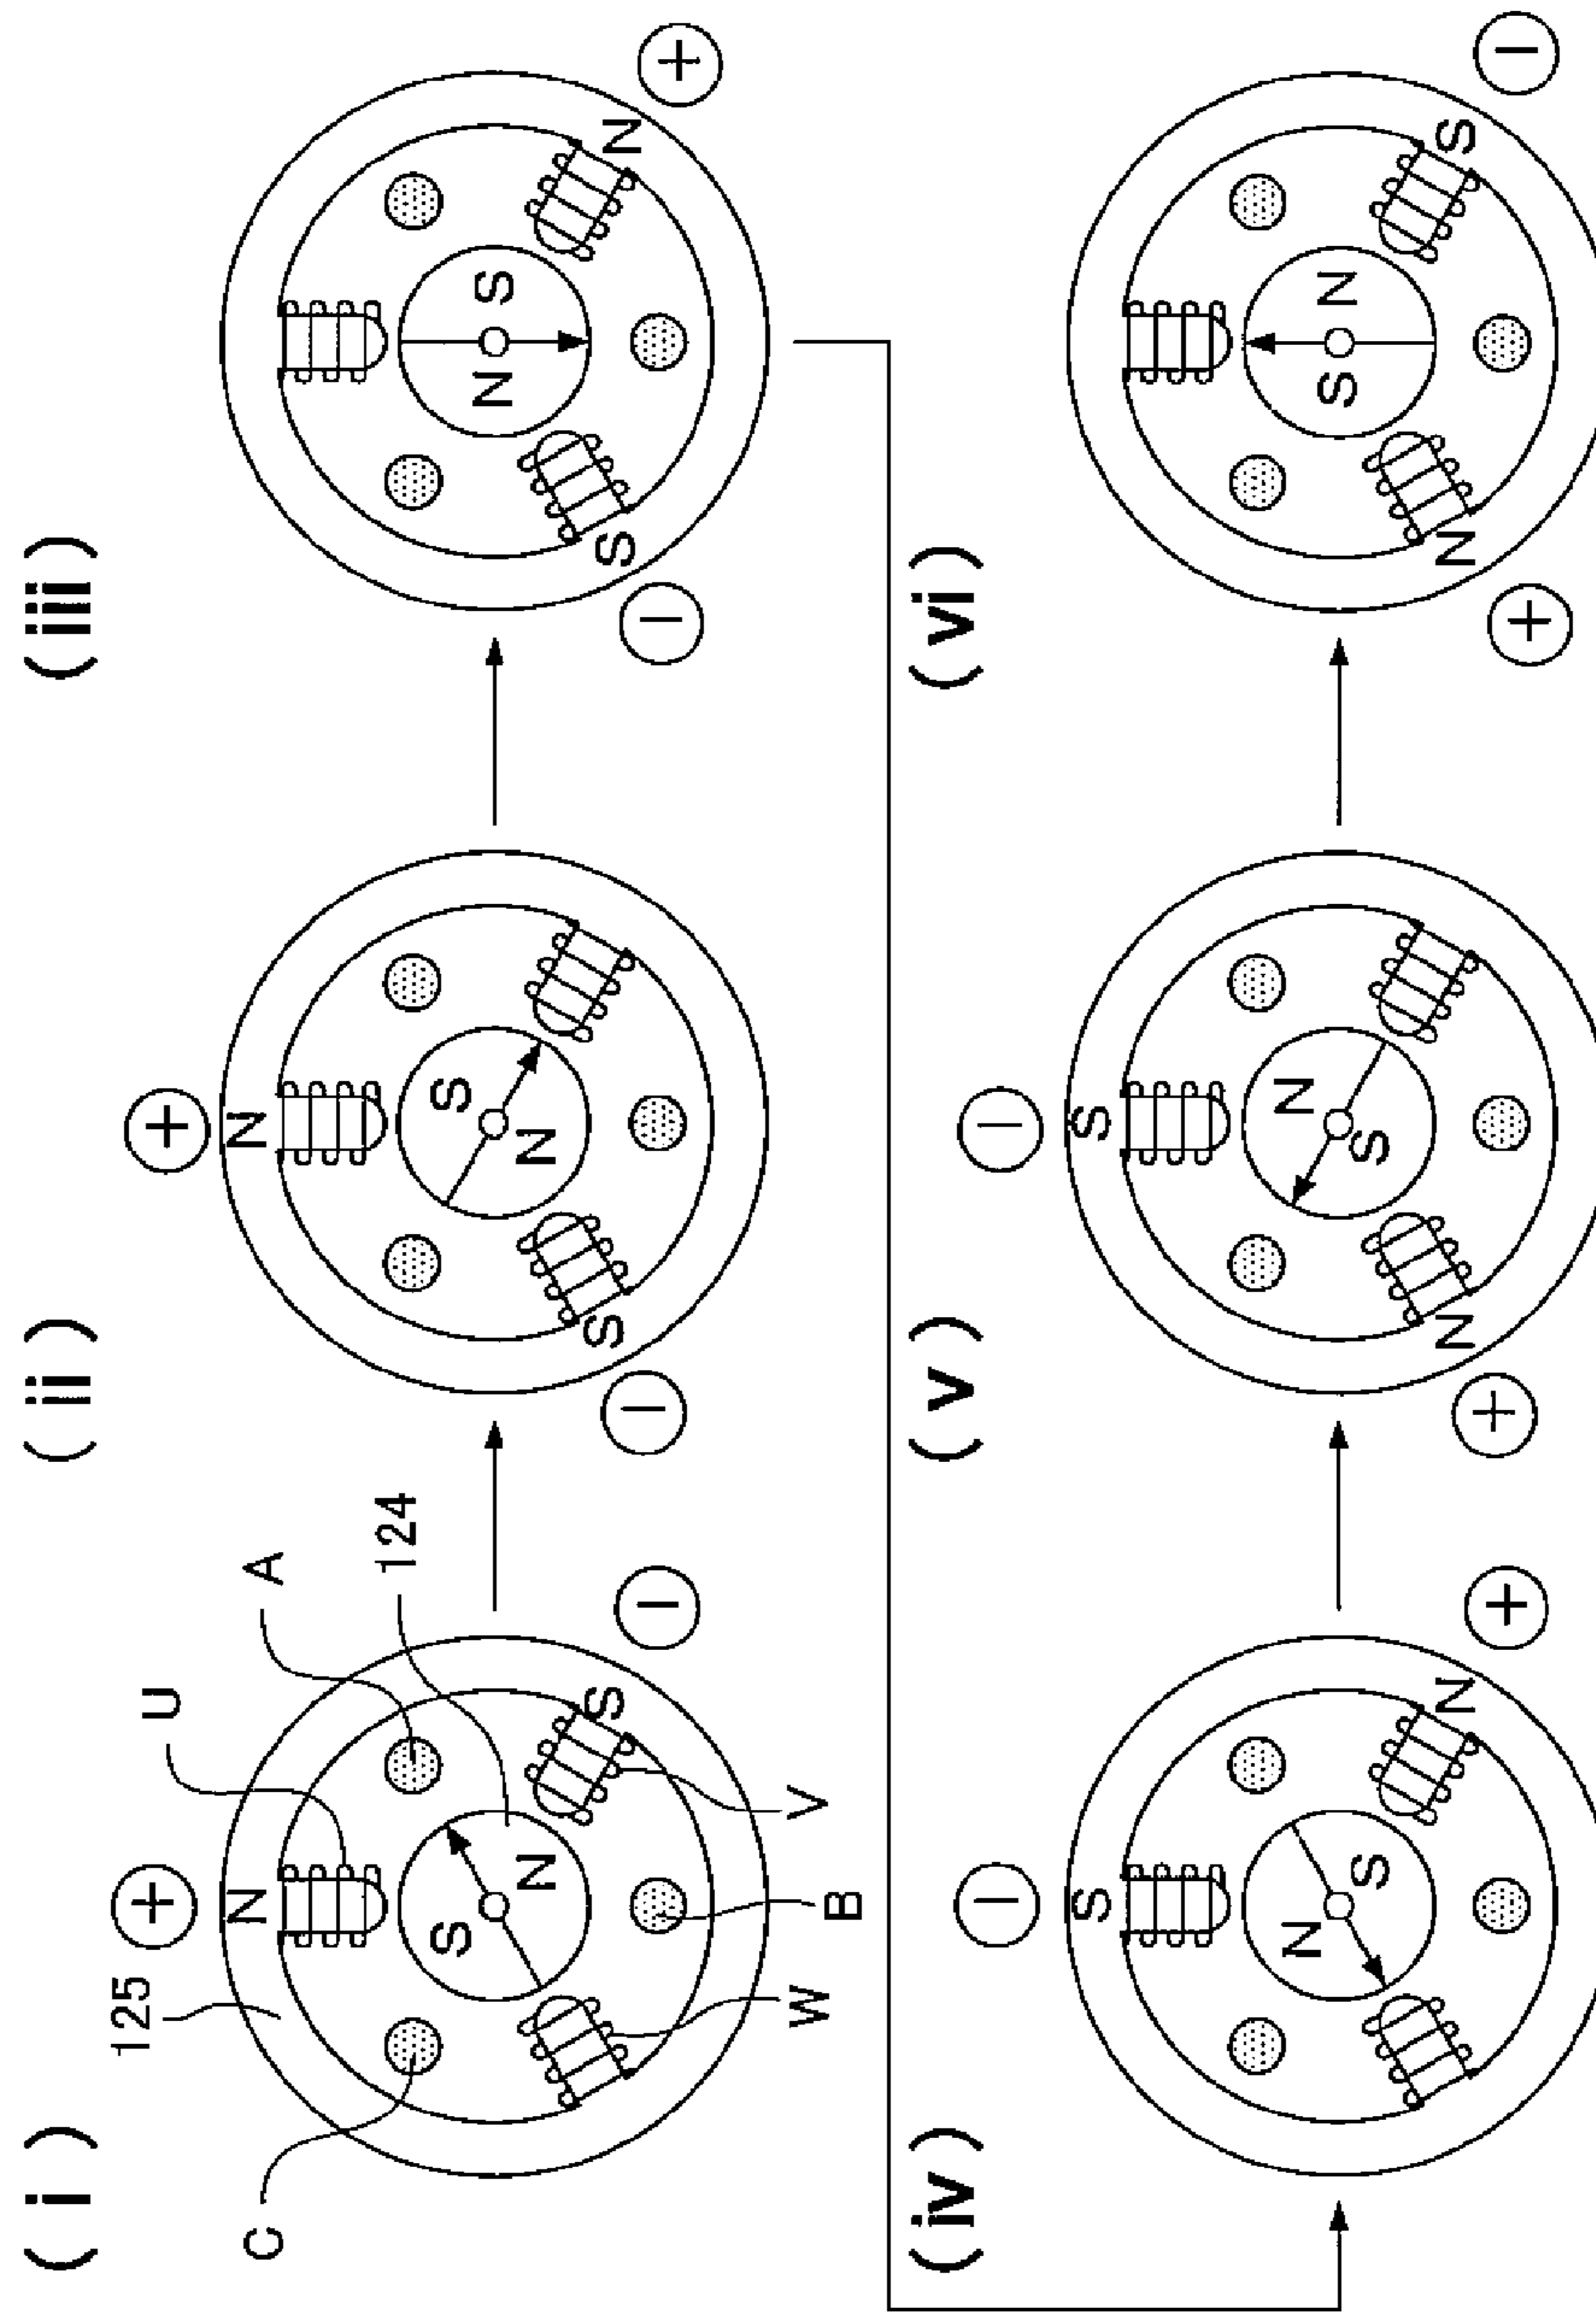 ( i )
125
⊕
U
C
A
N
124
S
N
S
⊖
W
B
V
( ii )
⊕
N
S
N
S
⊖
( iii )
N
S
S
N
⊖
⊕
( iv )
⊖
S
N
S
N
⊕
( v )
⊖
S
N
S
N
⊕
( vi )
S
N
N
S
⊕
⊖